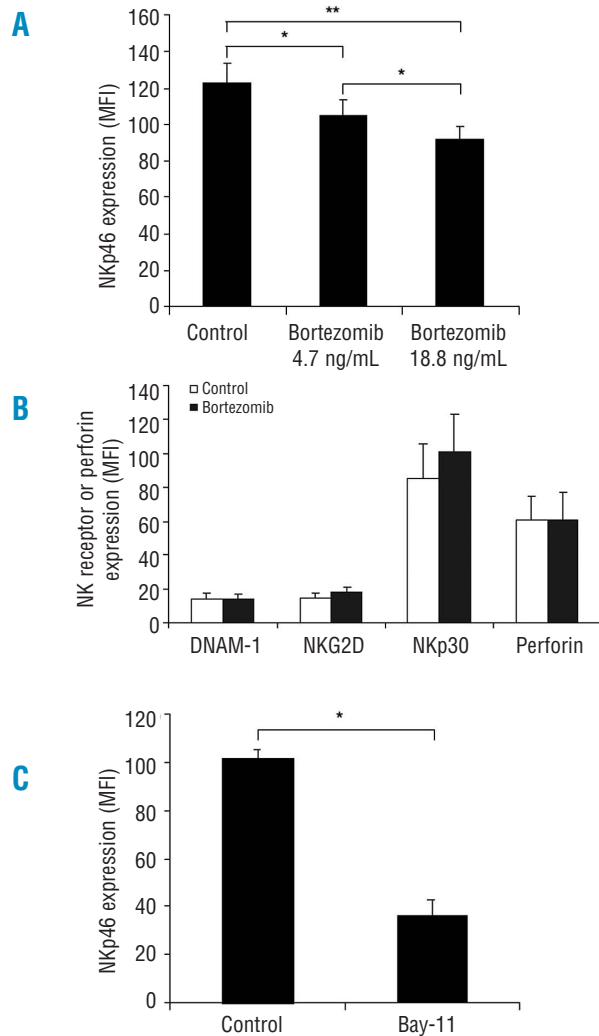 A
NKp46 expression (MFI)
160
140
120
100
80
60
40
20
0
**
*
*
Control
Bortezomib
4.7 ng/mL
Bortezomib
18.8 ng/mL
B
NK receptor or perforin
expression (MFI)
140
120
100
80
60
40
20
0
Control
Bortezomib
DNAM-1
NKG2D
NKp30
Perforin
C
NKp46 expression (MFI)
120
100
80
60
40
20
0
*
Control
Bay-11